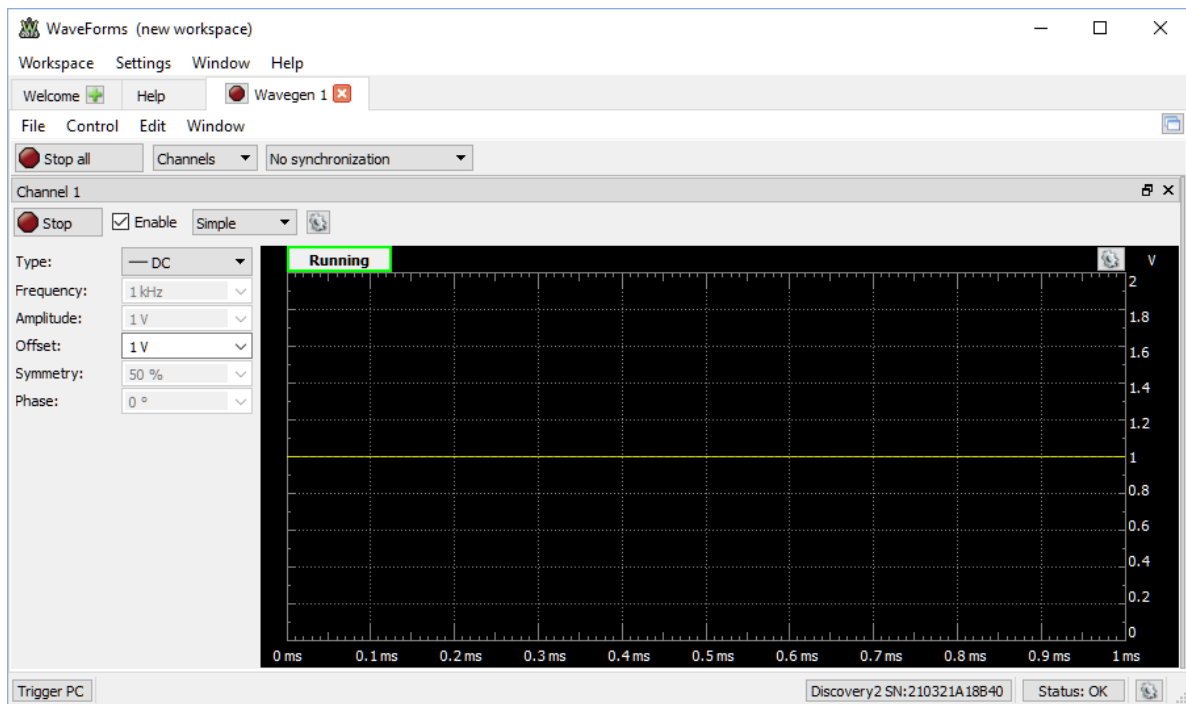 WaveForms (new workspace)
Workspace Settings Window Help
Welcome Help Wavegen 1
File Control Edit Window
Stop all Channels No synchronization
Channel 1
Stop Enable Simple
Type: DC
Frequency: 1 kHz
Amplitude: 1 V
Offset: 1 V
Symmetry: 50 %
Phase: 0 °
Running V
2
1.8
1.6
1.4
1.2
1
0.8
0.6
0.4
0.2
0
0 ms 0.1 ms 0.2 ms 0.3 ms 0.4 ms 0.5 ms 0.6 ms 0.7 ms 0.8 ms 0.9 ms 1 ms
Trigger PC Discovery2 SN:210321A18B40 Status: OK